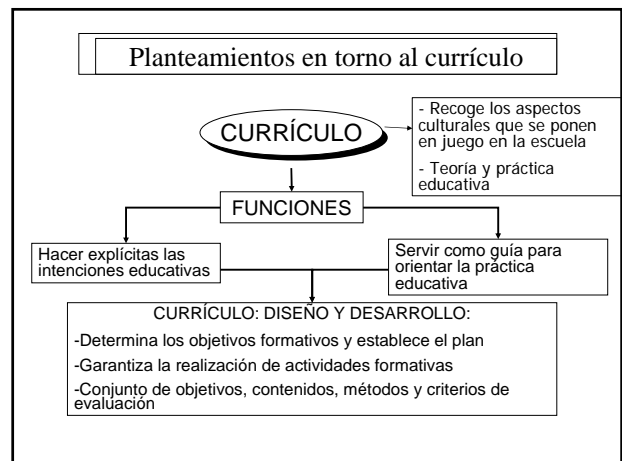 Planteamientos en torno al currículo
CURRÍCULO
- Recoge los aspectos
culturales que se ponen
en juego en la escuela
- Teoría y práctica
educativa
FUNCIONES
Hacer explícitas las
intenciones educativas
Servir como guía para
orientar la práctica
educativa
CURRÍCULO: DISEÑO Y DESARROLLO:
-Determina los objetivos formativos y establece el plan
-Garantiza la realización de actividades formativas
-Conjunto de objetivos, contenidos, métodos y criterios de
evaluación